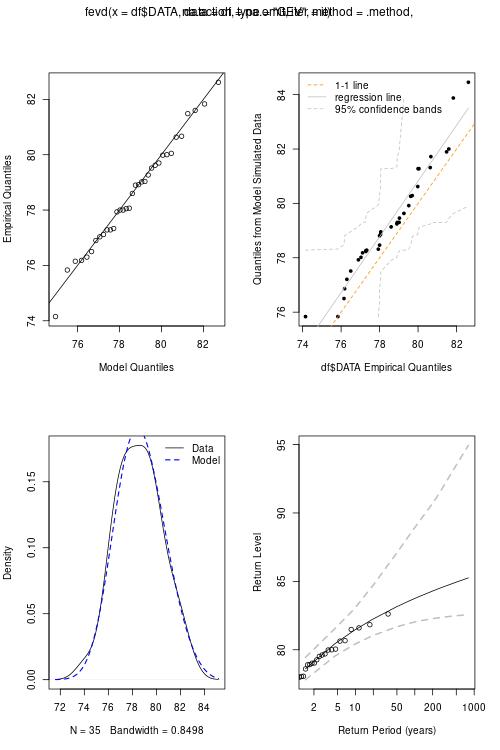 fevd(x = df$DATA, data = df, type = "GEV", method = .method,
Empirical Quantiles
74 76 78 80 82
76 78 80 82
Model Quantiles
1-1 line
regression line
95% confidence bands
Quantiles from Model Simulated Data
76 78 80 82 84
74 76 78 80 82
df$DATA Empirical Quantiles
Data
Model
Density
0.00 0.05 0.10 0.15
72 74 76 78 80 82 84
N = 35 Bandwidth = 0.8498
Return Level
80 85 90 95
2 5 10 50 200 1000
Return Period (years)